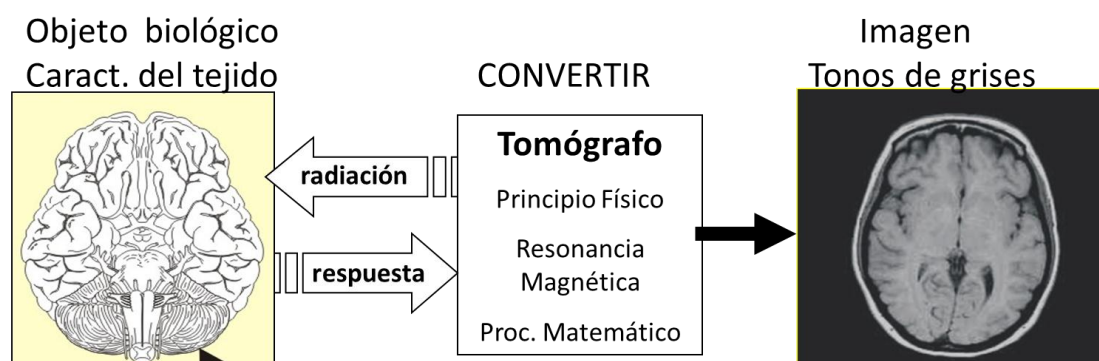 Objeto  biológico
Caract. del tejido
CONVERTIR
Imagen
Tonos de grises
radiación
respuesta
Tomógrafo
Principio Físico
Resonancia
Magnética
Proc. Matemático